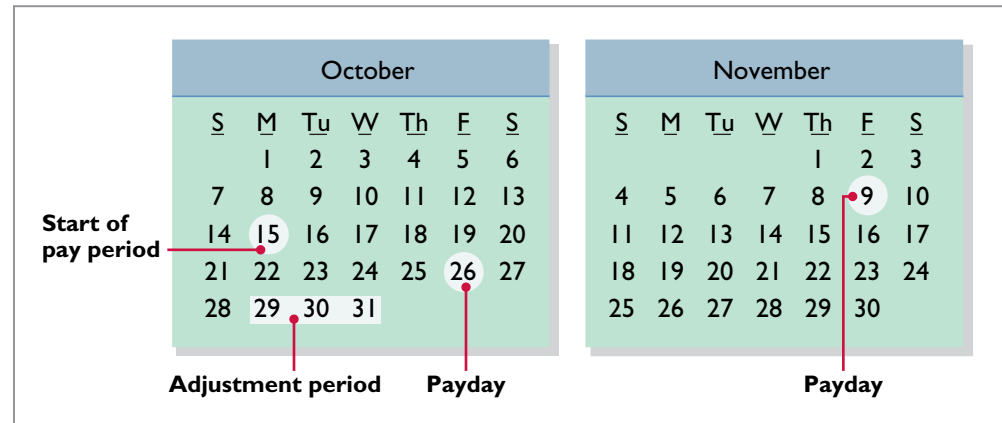 October
S M Tu W Th F S
1 2 3 4 5 6
7 8 9 10 11 12 13
14 15 16 17 18 19 20
21 22 23 24 25 26 27
28 29 30 31
November
S M Tu W Th F S
1 2 3
4 5 6 7 8 9 10
11 12 13 14 15 16 17
18 19 20 21 22 23 24
25 26 27 28 29 30
Start of
pay period
Adjustment period
Payday
Payday